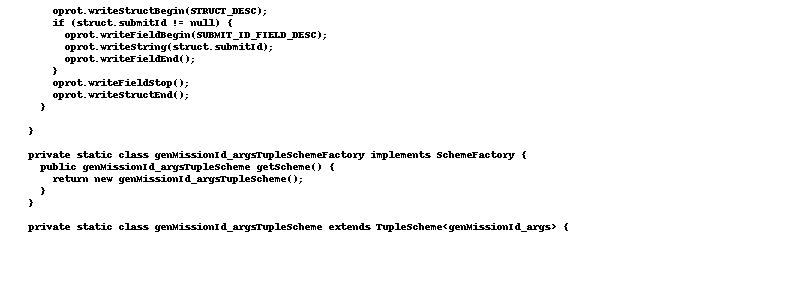 oprot.writeStructBegin(STRUCT_DESC);
if (struct.submitId != null) {
oprot.writeFieldBegin(SUBMIT_ID_FIELD_DESC);
oprot.writeString(struct.submitId);
oprot.writeFieldEnd();
}
oprot.writeFieldStop();
oprot.writeStructEnd();
}
}
private static class genMissionId_argsTupleSchemeFactory implements SchemeFactory {
public genMissionId_argsTupleScheme getScheme() {
return new genMissionId_argsTupleScheme();
}
}
private static class genMissionId_argsTupleScheme extends TupleScheme<genMissionId_args> {